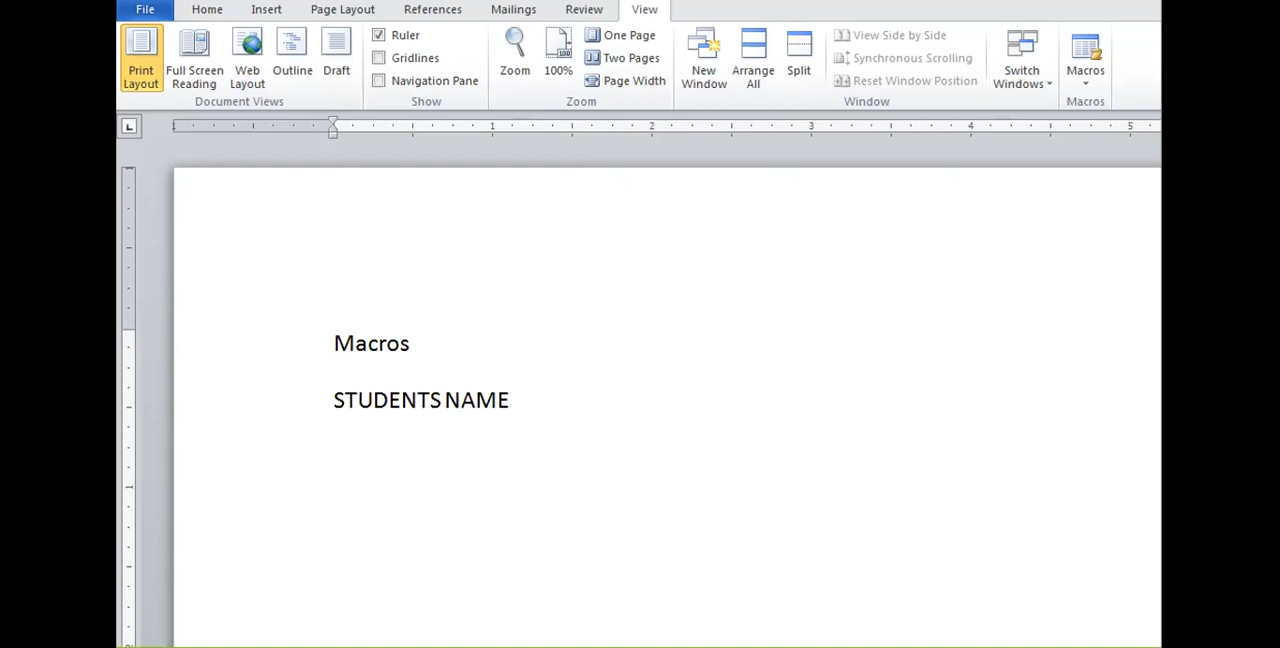 File Home Insert Page Layout References Mailings Review View
Print Layout Full Screen Reading Web Layout Outline Draft
Document Views
Ruler
Gridlines
Navigation Pane
Show
Zoom 100%
One Page
Two Pages
Page Width
Zoom
New Window Arrange All Split
View Side by Side
Synchronous Scrolling
Reset Window Position
Switch Windows
Window
Macros
Macros
L
1 1 2 3 4 5
Macros
STUDENTS NAME
1